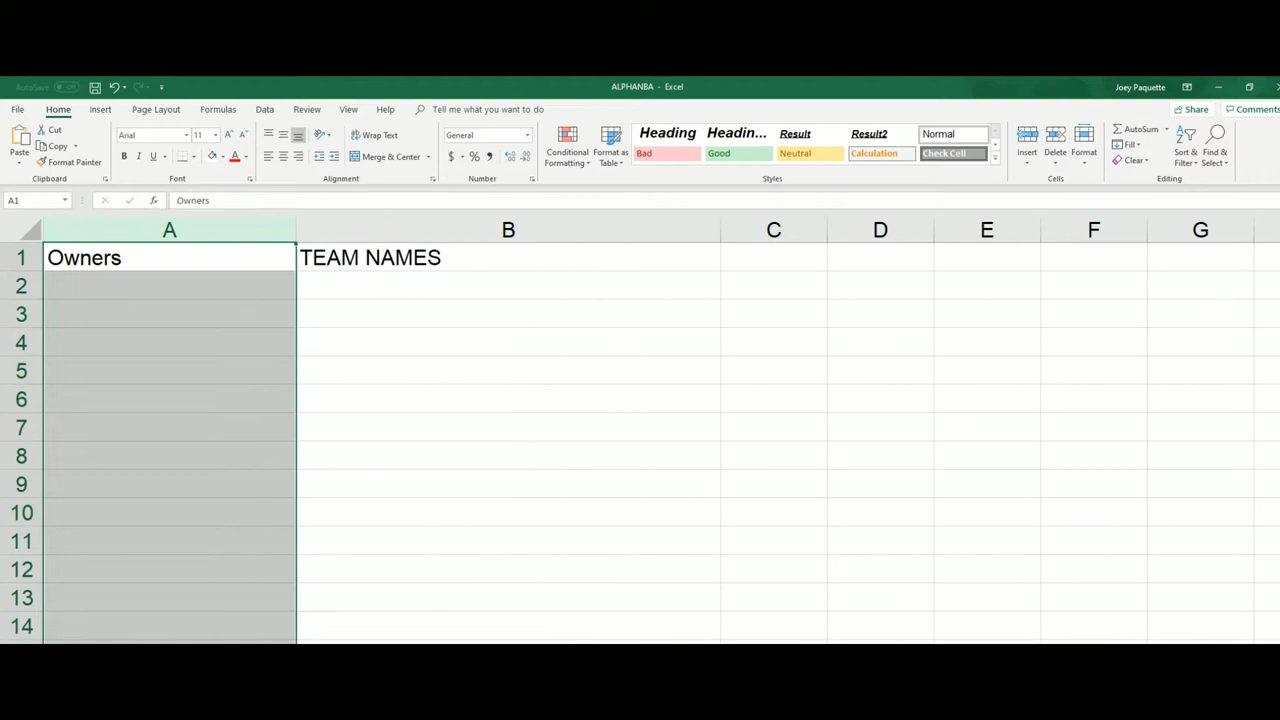 AutoSave Off
ALPHANBA - Excel
Joey Paquette
File Home Insert Page Layout Formulas Data Review View Help Tell me what you want to do
Share Comments
Paste Cut Copy Format Painter
Clipboard
Arial 11
B I U A
Font
Wrap Text
Merge & Center
Alignment
General
$ % ,
Number
Conditional Formatting
Format as Table
Heading Headin... Result Result2 Normal
Bad Good Neutral Calculation Check Cell
Styles
Insert Delete Format
Cells
AutoSum
Fill
Clear
Sort & Filter
Find & Select
Editing
A1 fx Owners
A B C D E F G
1 Owners TEAM NAMES
2
3
4
5
6
7
8
9
10
11
12
13
14